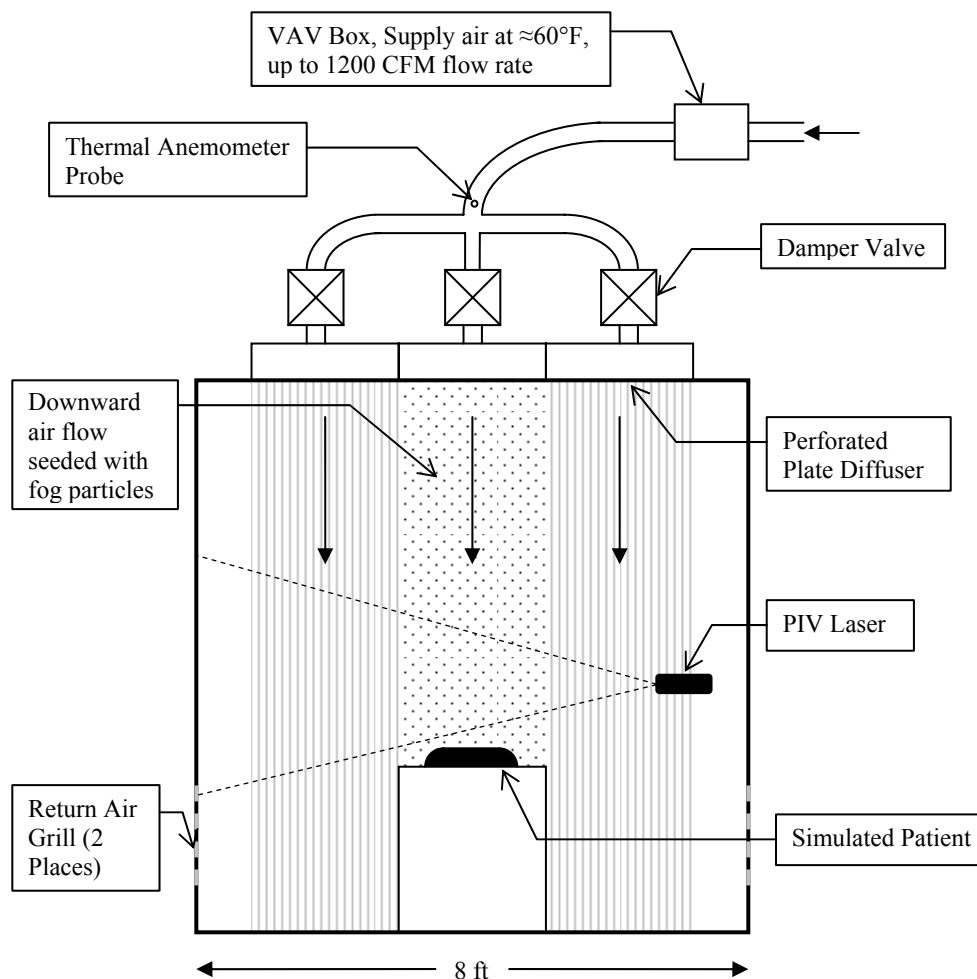 VAV Box, Supply air at ≈60°F,
up to 1200 CFM flow rate
Thermal Anemometer
Probe
Damper Valve
Downward
air flow
seeded with
fog particles
Perforated
Plate Diffuser
PIV Laser
Return Air
Grill (2
Places)
Simulated Patient
8 ft